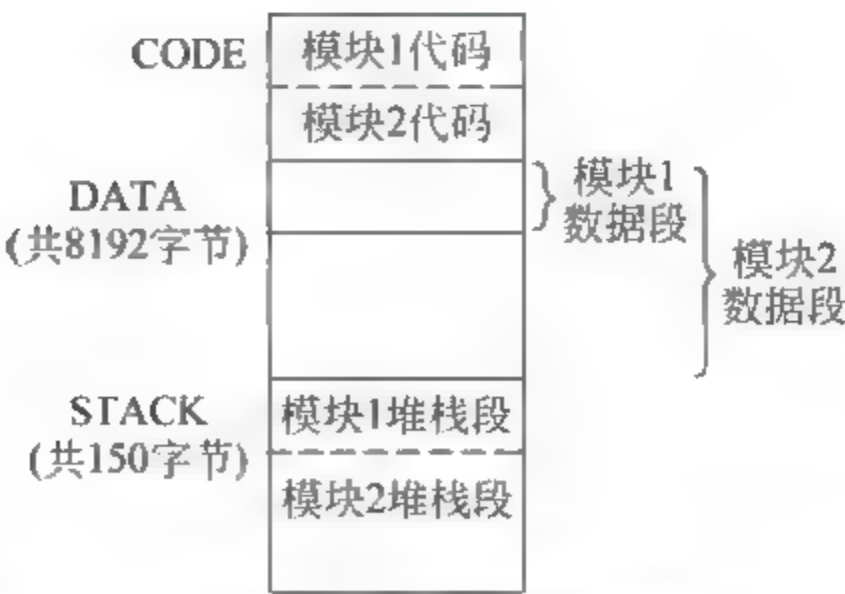 CODE
模块1代码
模块2代码
DATA
(共8192字节)
模块1
数据段
模块2
数据段
STACK
(共150字节)
模块1堆栈段
模块2堆栈段